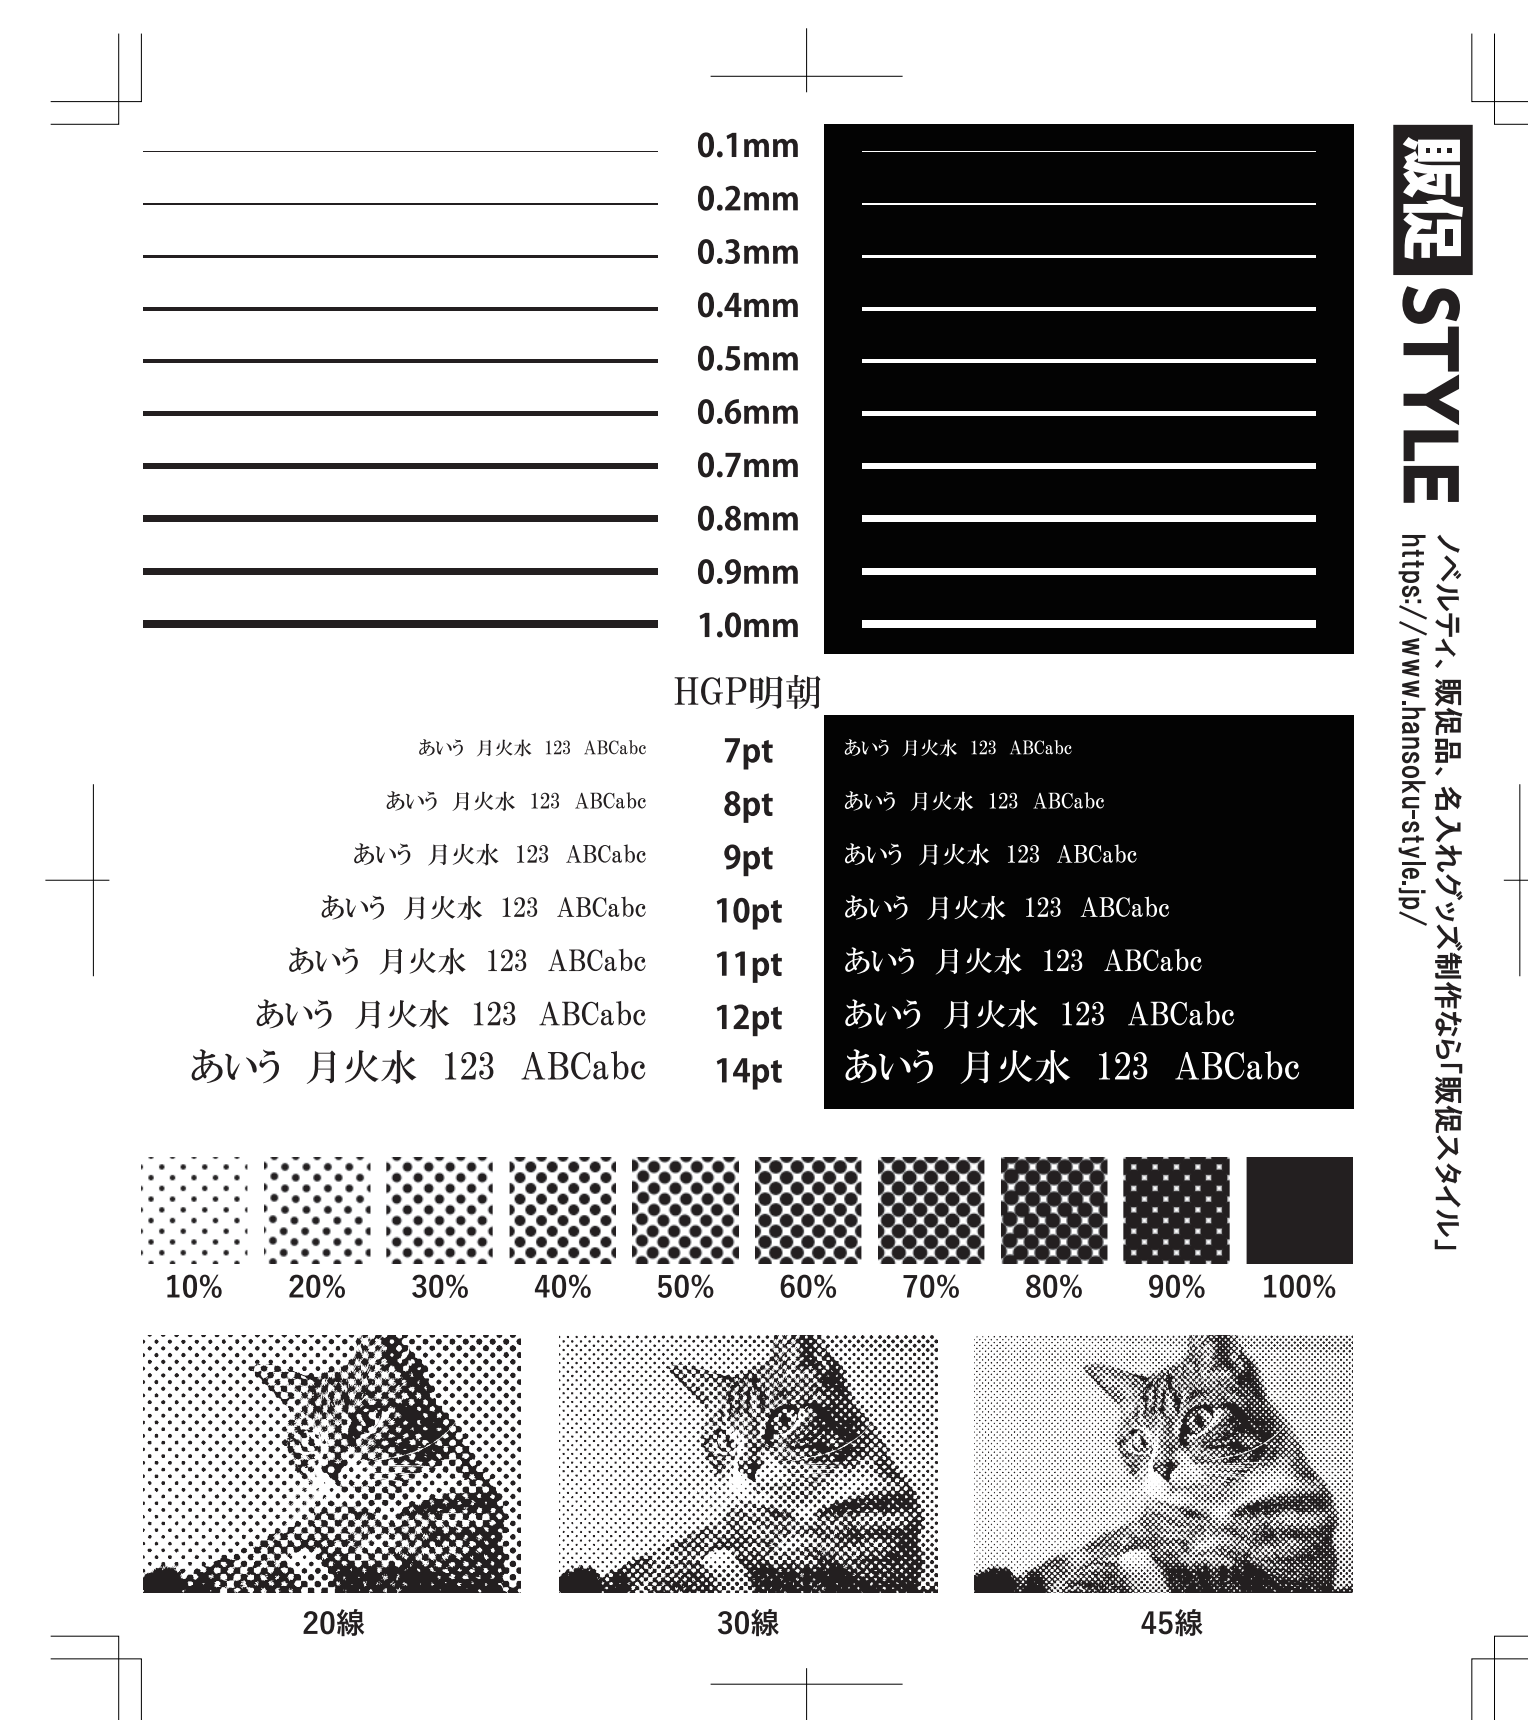 0.1mm
0.2mm
0.3mm
0.4mm
0.5mm
0.6mm
0.7mm
0.8mm
0.9mm
1.0mm
HGP明朝
あいう 月火水 123 ABCabc 7pt あいう 月火水 123 ABCabc
あいう 月火水 123 ABCabc 8pt あいう 月火水 123 ABCabc
あいう 月火水 123 ABCabc 9pt あいう 月火水 123 ABCabc
あいう 月火水 123 ABCabc 10pt あいう 月火水 123 ABCabc
あいう 月火水 123 ABCabc 11pt あいう 月火水 123 ABCabc
あいう 月火水 123 ABCabc 12pt あいう 月火水 123 ABCabc
あいう 月火水 123 ABCabc 14pt あいう 月火水 123 ABCabc
10% 20% 30% 40% 50% 60% 70% 80% 90% 100%
20線 30線 45線
販促 STYLE
ノベルティ、販促品、名入れグッズ制作なら「販促スタイル」
https://www.hansoku-style.jp/